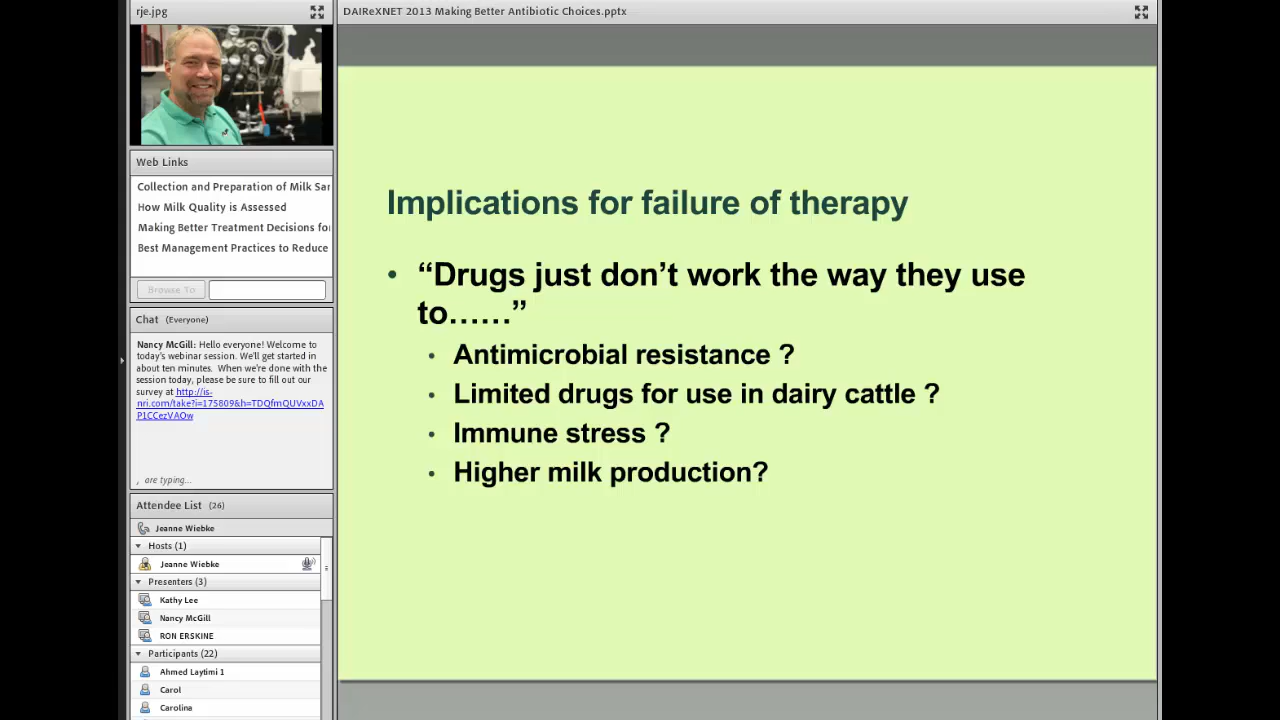 rje.jpg
Web Links
Collection and Preparation of Milk Sar
How Milk Quality is Assessed
Making Better Treatment Decisions for
Best Management Practices to Reduce
Browse To
Chat (Everyone)
Nancy McGill: Hello everyone! Welcome to
today's webinar session. We'll get started in
about ten minutes. When we're done with the
session today, please be sure to fill out our
survey at http://is-
nri.com/take?i=175809&h=TDQfmQUVxxDA
P1CCezVAOw
, are typing...
Attendee List (26)
Jeanne Wiebke
Hosts (1)
Jeanne Wiebke
Presenters (3)
Kathy Lee
Nancy McGill
RON ERSKINE
Participants (22)
Ahmed Laytimi 1
Carol
Carolina
DAIReXNET 2013 Making Better Antibiotic Choices.pptx
Implications for failure of therapy
• “Drugs just don’t work the way they use
to......”
• Antimicrobial resistance ?
• Limited drugs for use in dairy cattle ?
• Immune stress ?
• Higher milk production?